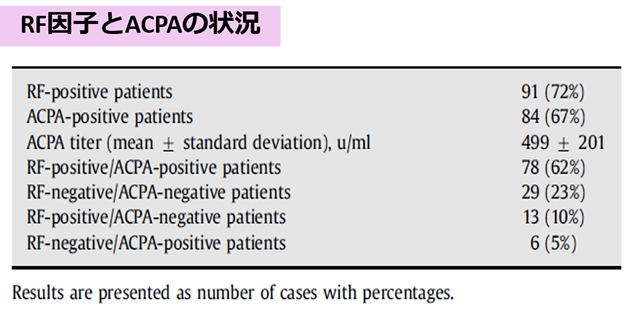 RF因子とACPAの状況
RF-positive patients 91 (72%)
ACPA-positive patients 84 (67%)
ACPA titer (mean ± standard deviation), u/ml 499 ± 201
RF-positive/ACPA-positive patients 78 (62%)
RF-negative/ACPA-negative patients 29 (23%)
RF-positive/ACPA-negative patients 13 (10%)
RF-negative/ACPA-positive patients 6 (5%)
Results are presented as number of cases with percentages.